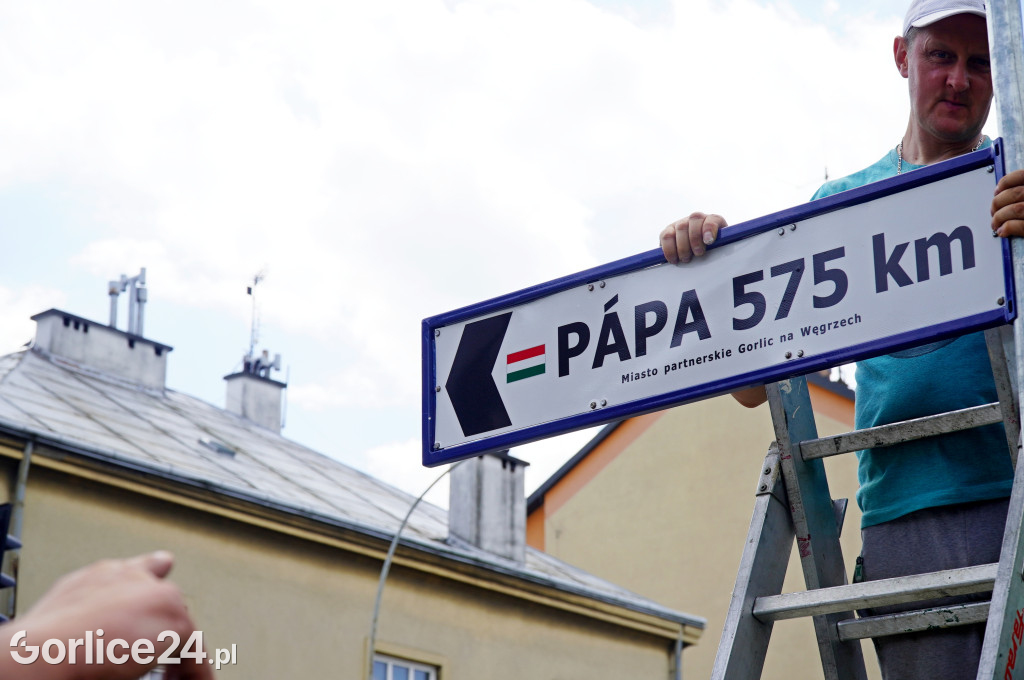 PÁPA 575 km
Miasto partnerskie Gorlic na Węgrzech
Gorlice24.pl